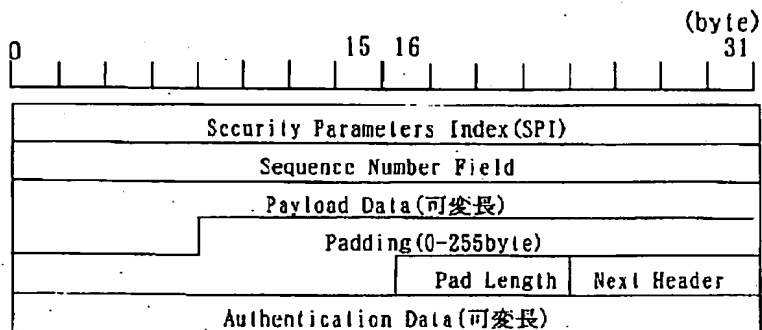 (byte)
0 15 16 31
Security Parameters Index(SPI)
Sequence Number Field
Payload Data(可変長)
Padding(0-255byte)
Pad Length Next Header
Authentication Data(可変長)